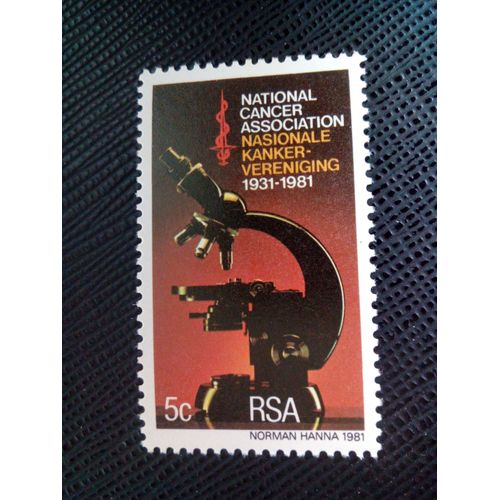 NATIONAL
CANCER
ASSOCIATION
NASIONALE
KANKER-
VERENIGING
1931-1981
5c
RSA
NORMAN HANNA 1981